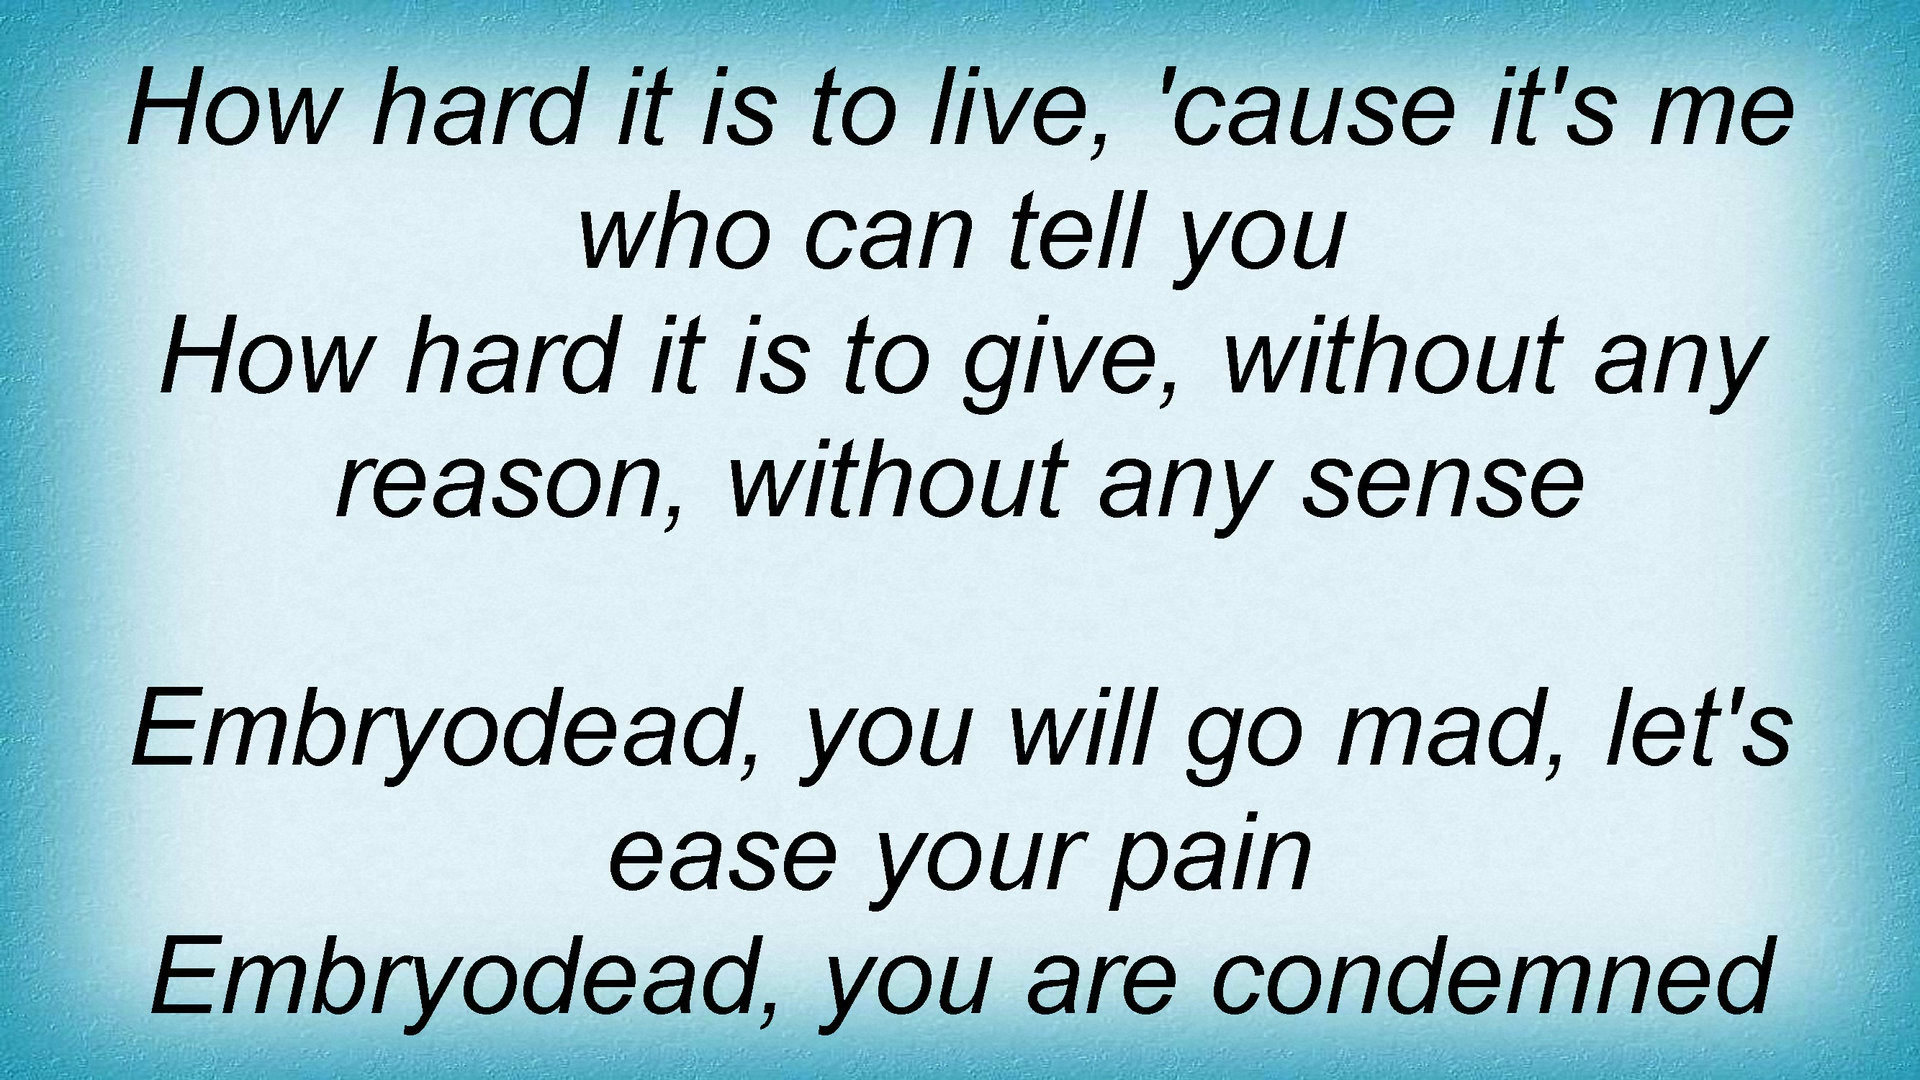 How hard it is to live, 'cause it's me
who can tell you
How hard it is to give, without any
reason, without any sense
Embryodead, you will go mad, let's
ease your pain
Embryodead, you are condemned